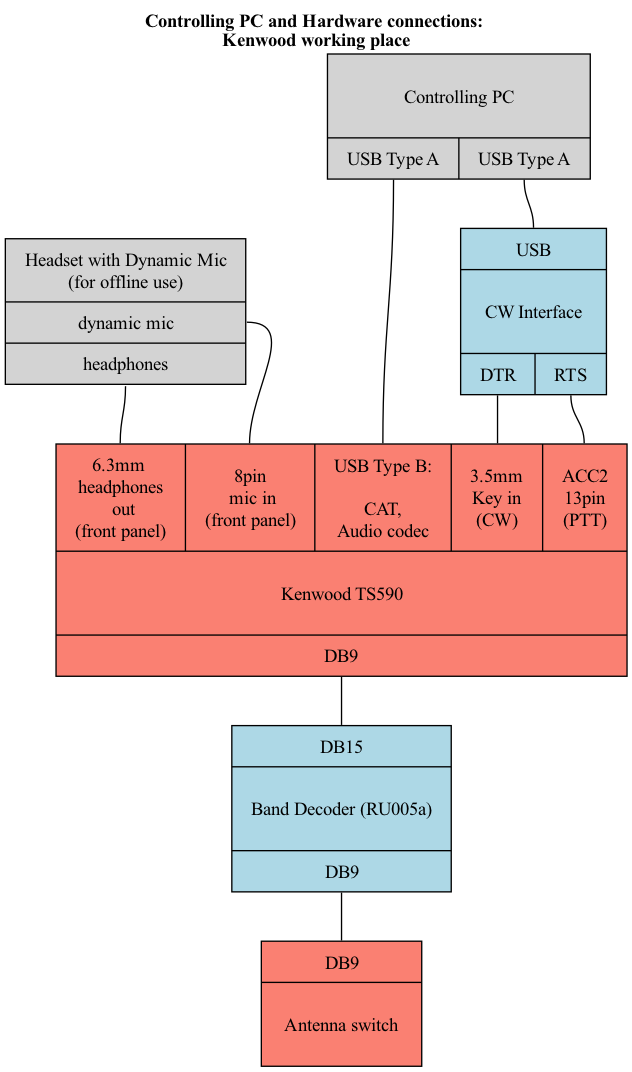 Controlling PC and Hardware connections:
Kenwood working place
Controlling PC
USB Type A
USB Type A
USB
CW Interface
DTR
RTS
Headset with Dynamic Mic
(for offline use)
dynamic mic
headphones
6.3mm
headphones
out
(front panel)
8pin
mic in
(front panel)
USB Type B:
CAT,
Audio codec
3.5mm
Key in
(CW)
ACC2
13pin
(PTT)
Kenwood TS590
DB9
DB15
Band Decoder (RU005a)
DB9
DB9
Antenna switch